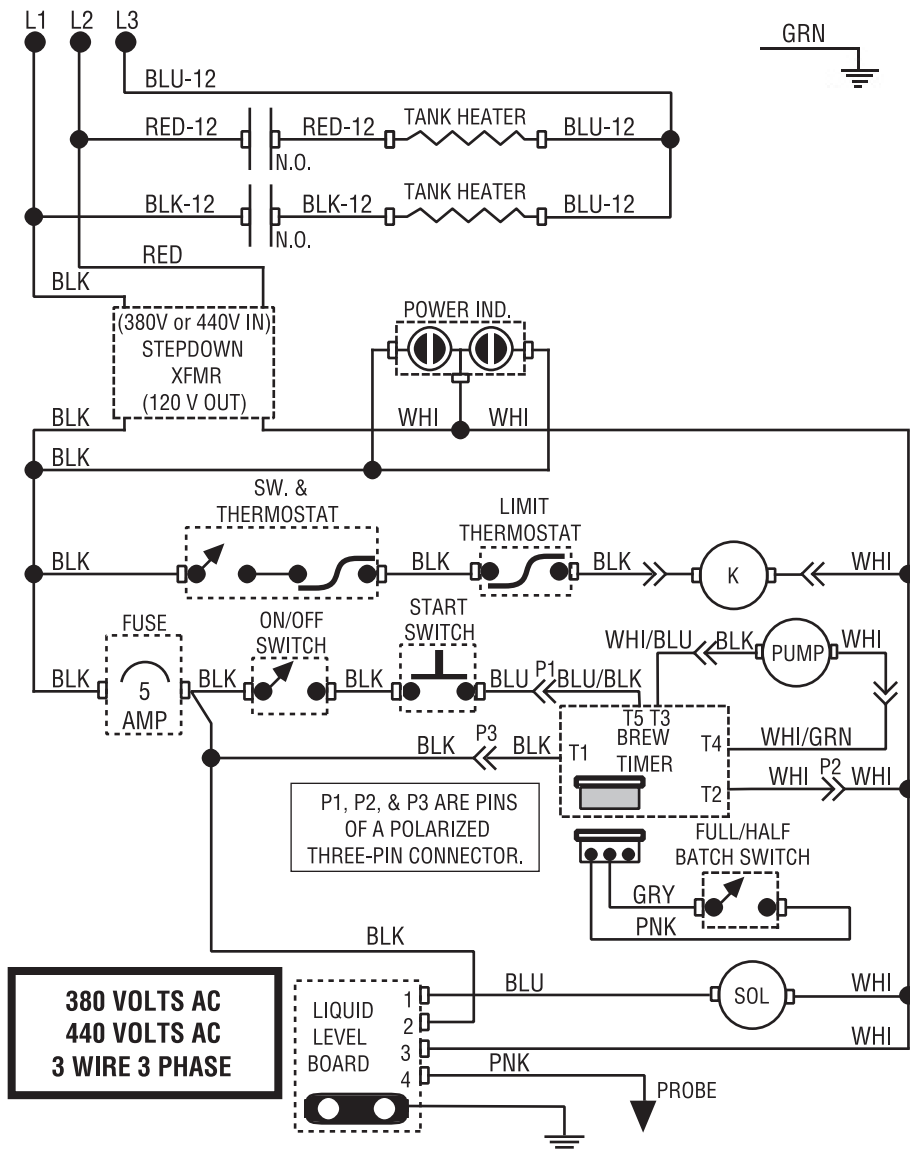 L1 L2 L3
GRN
BLU-12
RED-12 RED-12 TANK HEATER BLU-12
N.O.
BLK-12 BLK-12 TANK HEATER BLU-12
N.O.
RED
BLK
(380V or 440V IN)
STEPDOWN
XFMR
(120 V OUT)
POWER IND.
BLK WHI WHI
BLK
SW. &
THERMOSTAT
LIMIT
THERMOSTAT
BLK BLK BLK K WHI
FUSE
5
AMP
ON/OFF
SWITCH
START
SWITCH
WHI/BLU BLK PUMP WHI
BLK BLK BLK BLU P1 BLU/BLK
T5 T3
BREW
TIMER
T1
T4
T2
BLK P3 BLK
WHI/GRN
WHI P2 WHI
P1, P2, & P3 ARE PINS
OF A POLARIZED
THREE-PIN CONNECTOR.
FULL/HALF
BATCH SWITCH
GRY
PNK
BLK
380 VOLTS AC
440 VOLTS AC
3 WIRE 3 PHASE
LIQUID
LEVEL
BOARD
1
2
3
4
BLU SOL WHI
WHI
PNK
PROBE